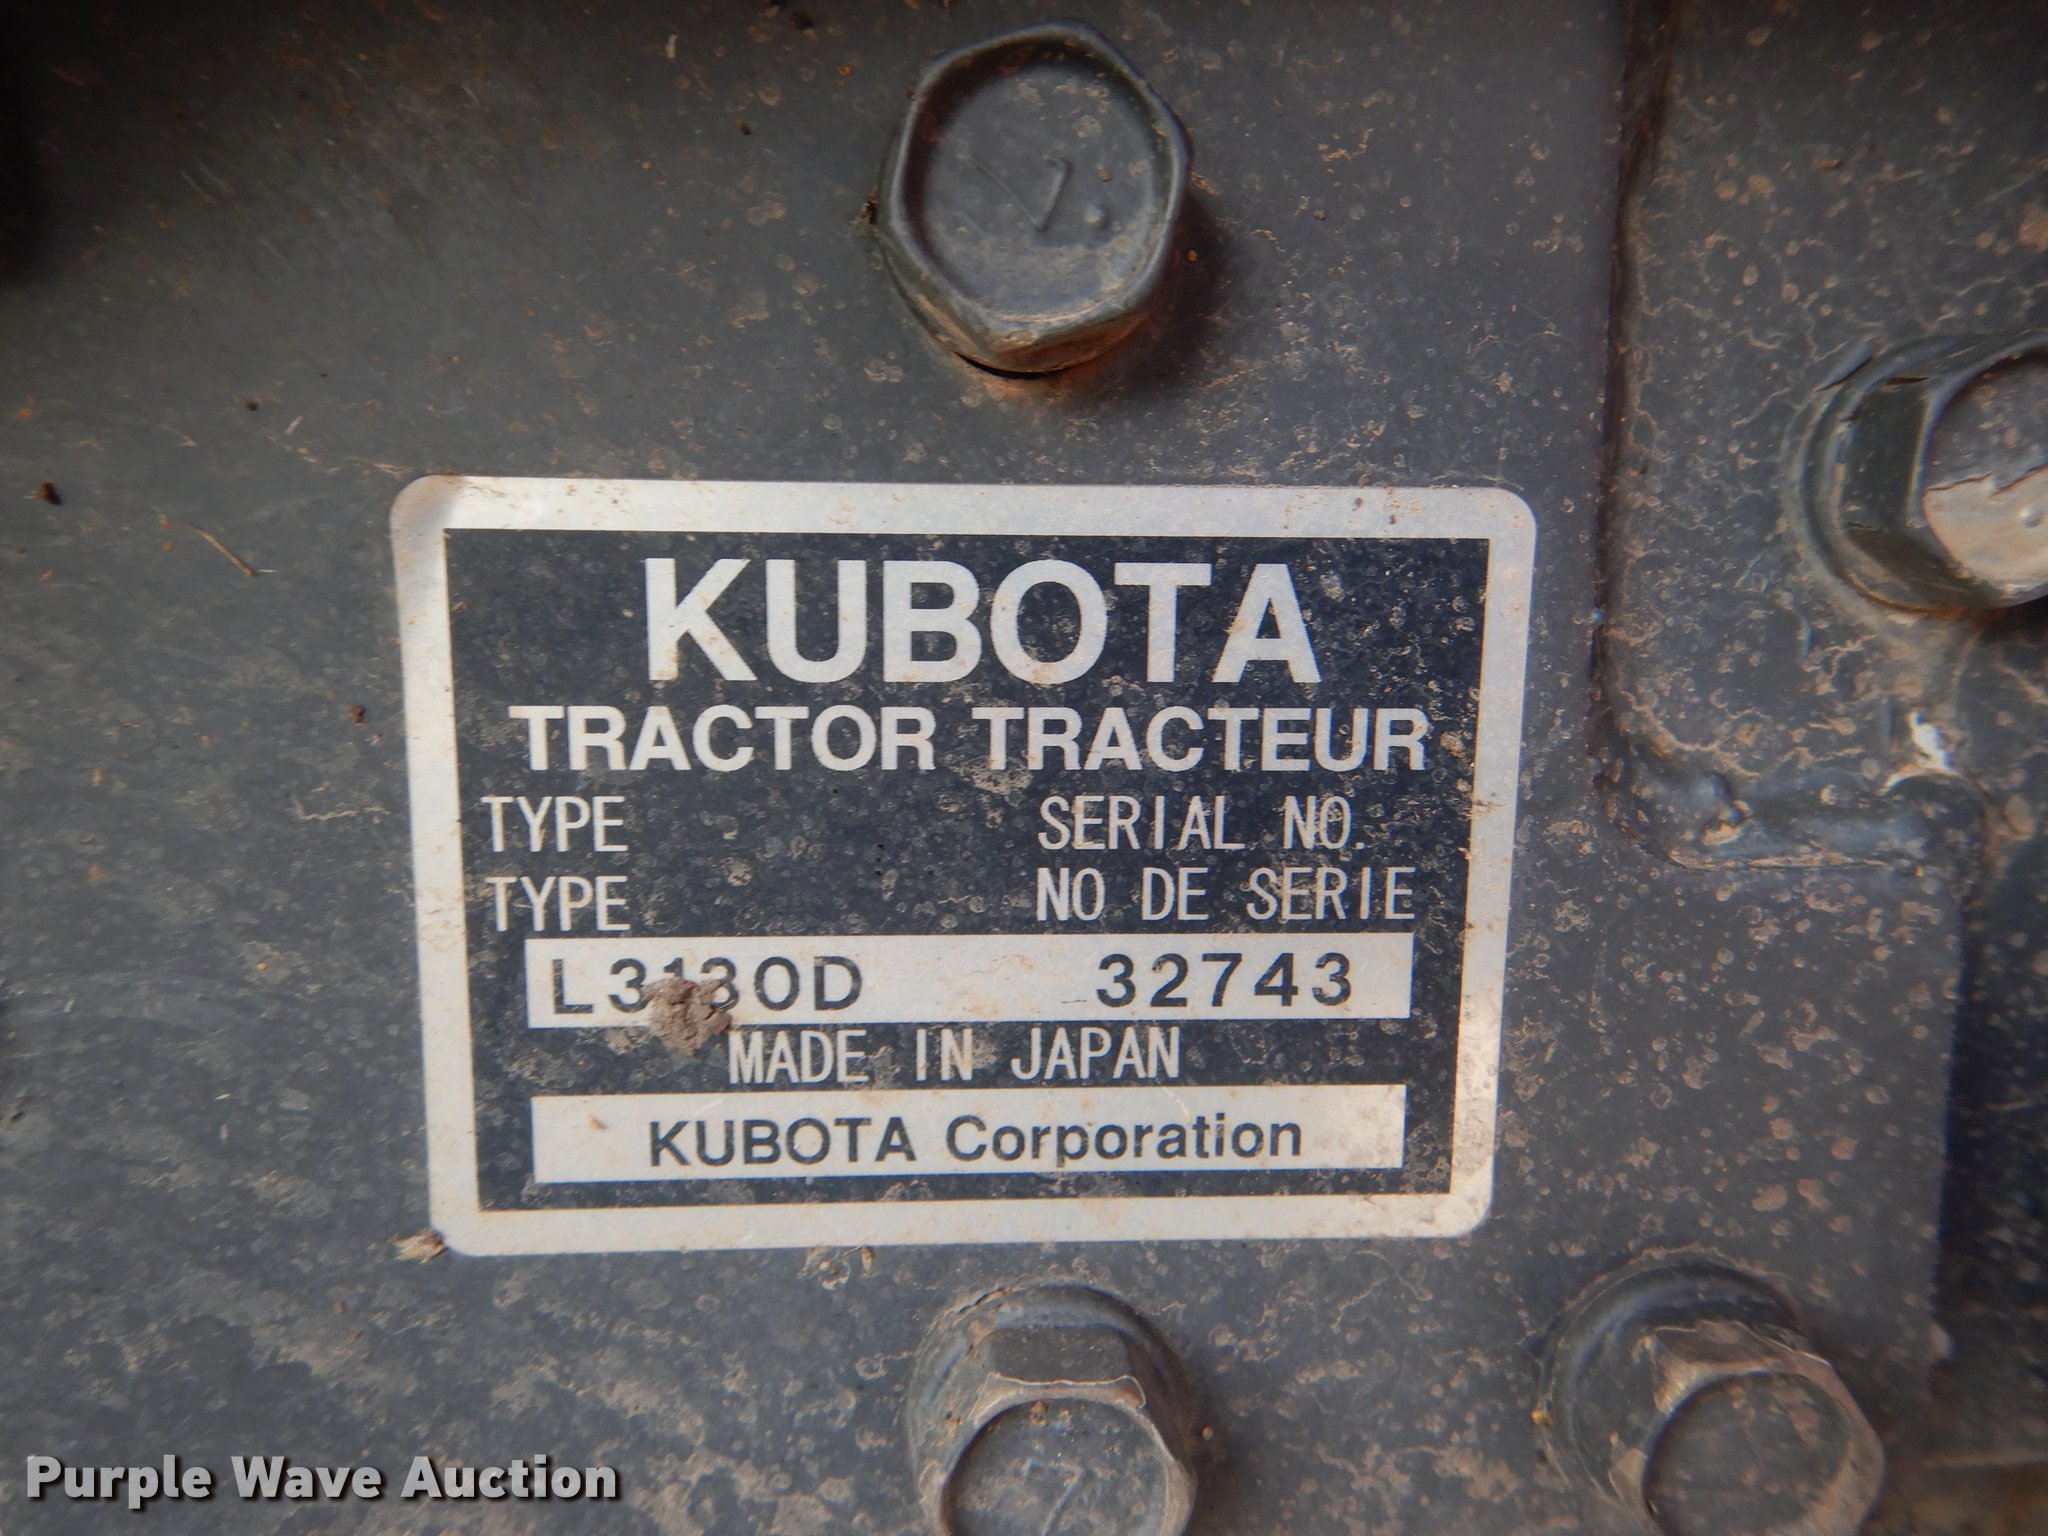 KUBOTA
TRACTOR TRACTEUR
TYPE SERIAL NO.
TYPE NO DE SERIE
L3130D 32743
MADE IN JAPAN
KUBOTA Corporation
7
Purple Wave Auction